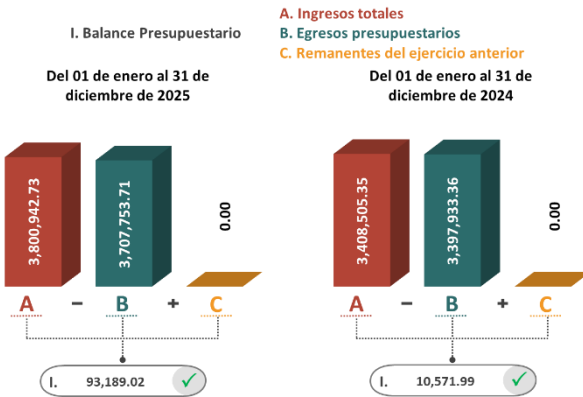 A. Ingresos totales
I. Balance Presupuestario
B. Egresos presupuestarios
C. Remanentes del ejercicio anterior
Del 01 de enero al 31 de
diciembre de 2025
Del 01 de enero al 31 de
diciembre de 2024
3,800,942.73
3,707,753.71
0.00
3,408,505.35
3,397,933.36
0.00
A – B + C
A – B + C
I. 93,189.02 ✓
I. 10,571.99 ✓